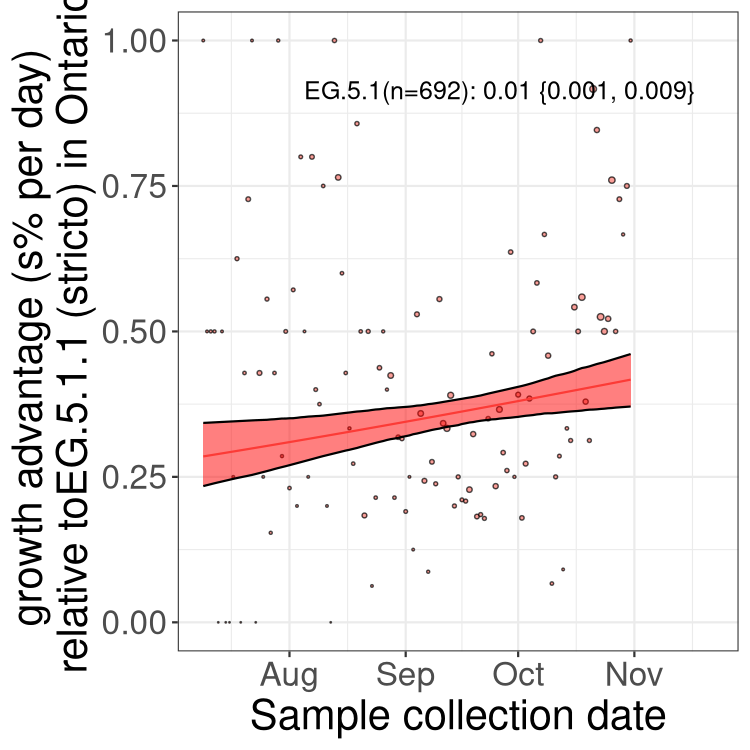 growth advantage (s% per day)
relative toEG.5.1.1 (stricto) in Ontario
1.00
0.75
0.50
0.25
0.00
EG.5.1(n=692): 0.01 {0.001, 0.009}
Aug Sep Oct Nov
Sample collection date